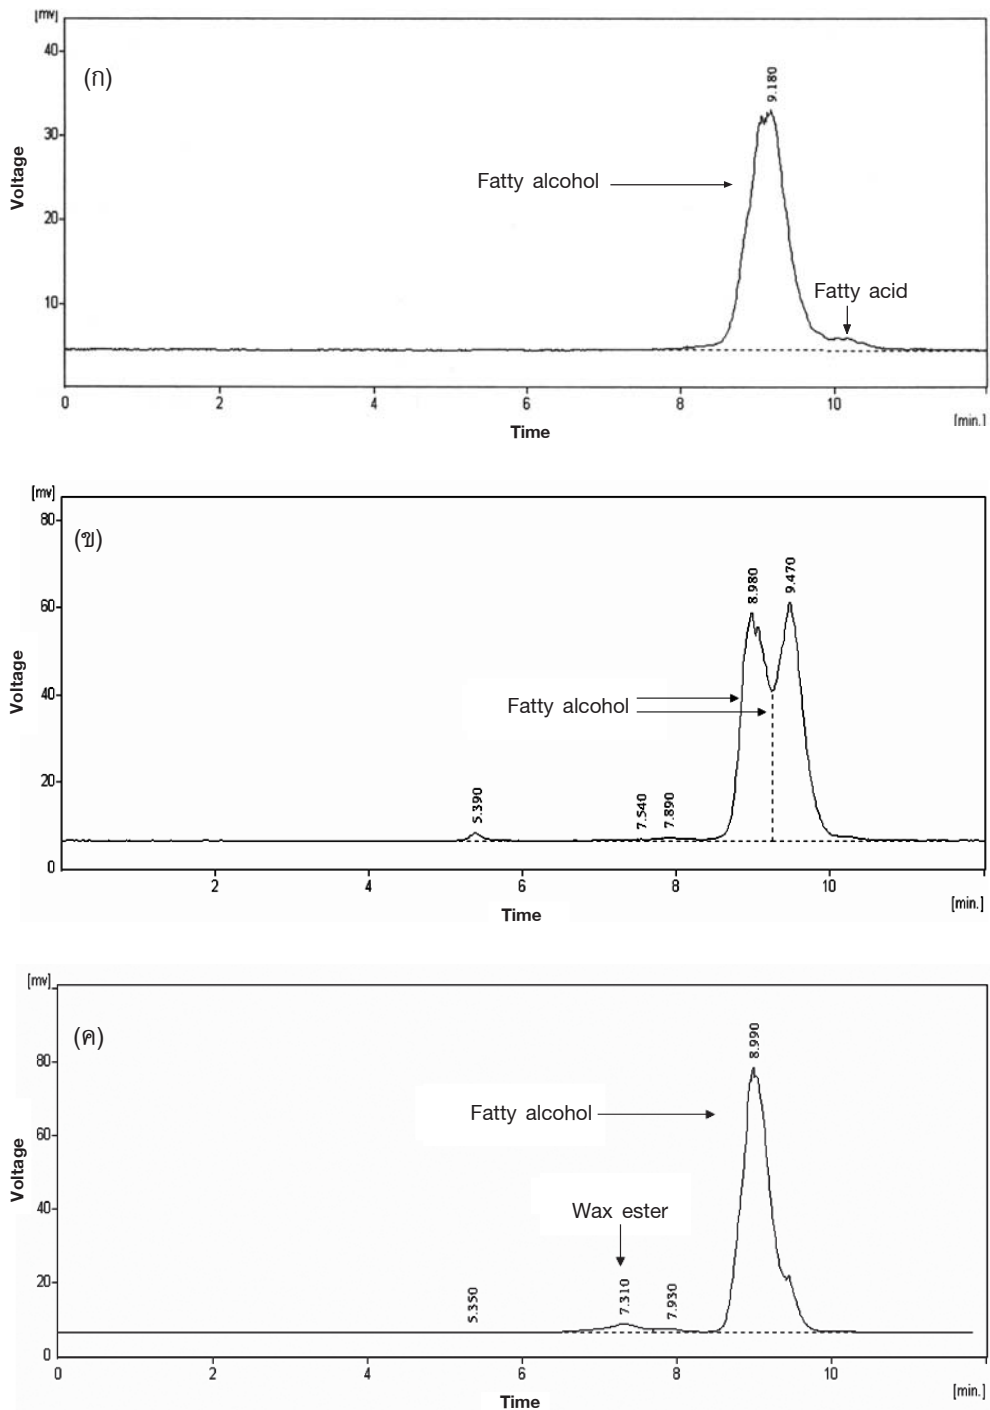 [mv]
40
(ก)
9.180
30
Voltage
Fatty alcohol
20
Fatty acid
10
0 2 4 6 8 10
[min.]
Time
[mv]
80
(ข)
8.980
9.470
60
Voltage
40
Fatty alcohol
20
5.390
7.540
7.890
0
2 4 6 8 10
[min.]
Time
[mv]
(ค)
8.990
80
Fatty alcohol
60
Voltage
40
Wax ester
20
5.350
7.310
7.930
0
0 2 4 6 8 10
[min.]
Time